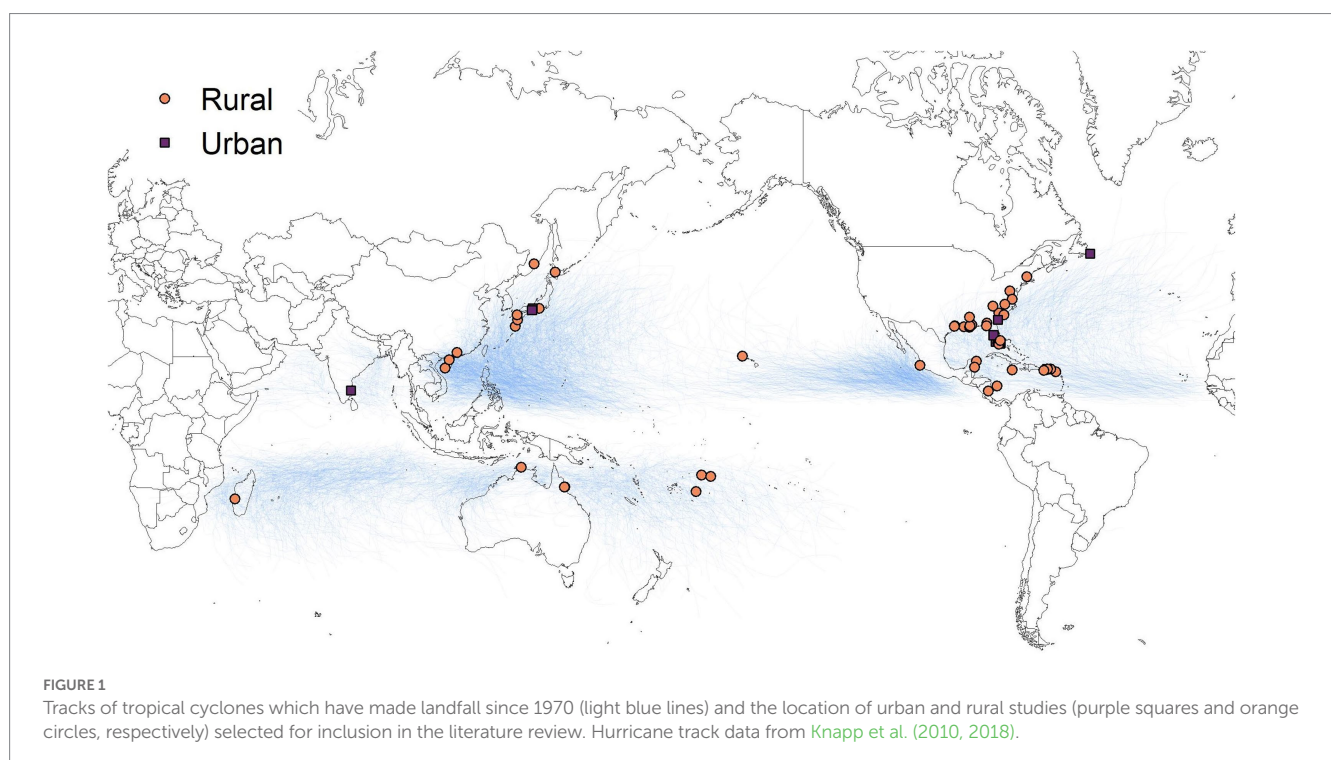 Rural
Urban
FIGURE 1
Tracks of tropical cyclones which have made landfall since 1970 (light blue lines) and the location of urban and rural studies (purple squares and orange
circles, respectively) selected for inclusion in the literature review. Hurricane track data from Knapp et al. (2010, 2018).